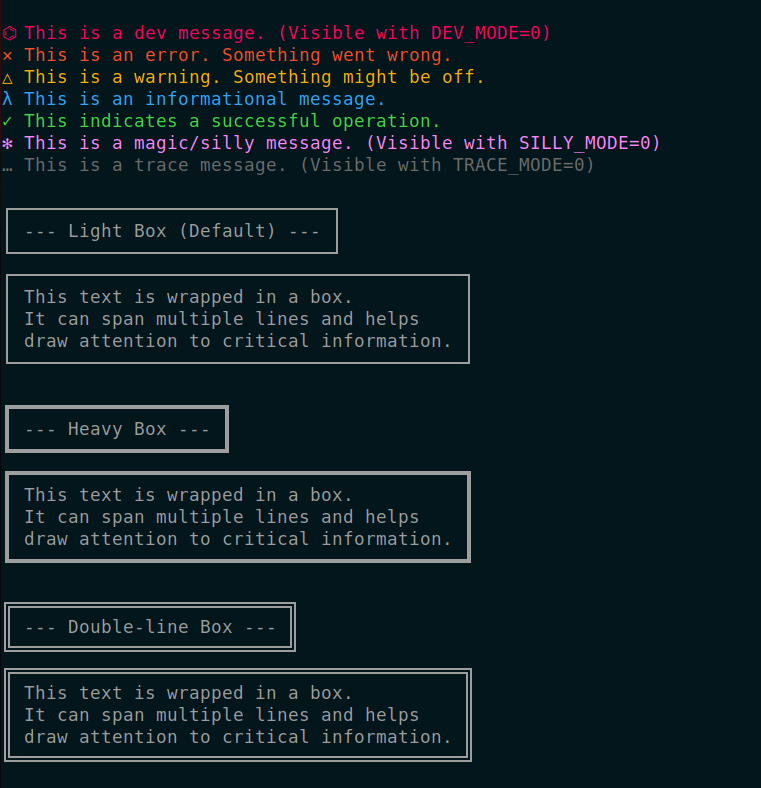 ⌬ This is a dev message. (Visible with DEV_MODE=0)
✕ This is an error. Something went wrong.
△ This is a warning. Something might be off.
λ This is an informational message.
✓ This indicates a successful operation.
✻ This is a magic/silly message. (Visible with SILLY_MODE=0)
… This is a trace message. (Visible with TRACE_MODE=0)
--- Light Box (Default) ---
This text is wrapped in a box.
It can span multiple lines and helps
draw attention to critical information.
--- Heavy Box ---
This text is wrapped in a box.
It can span multiple lines and helps
draw attention to critical information.
--- Double-line Box ---
This text is wrapped in a box.
It can span multiple lines and helps
draw attention to critical information.